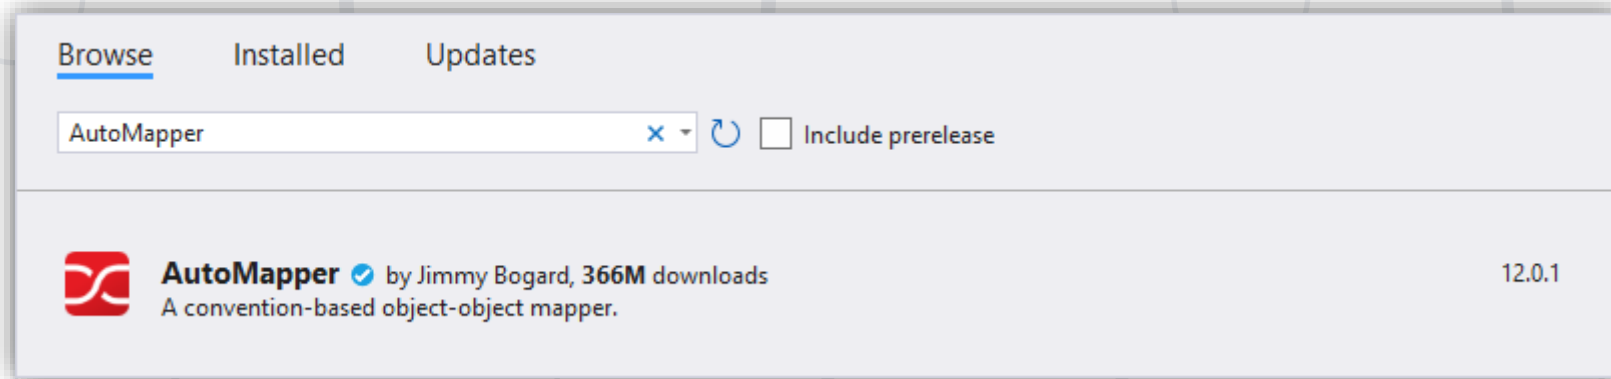 Browse Installed Updates
AutoMapper
Include prerelease
AutoMapper by Jimmy Bogard, 366M downloads 12.0.1
A convention-based object-object mapper.